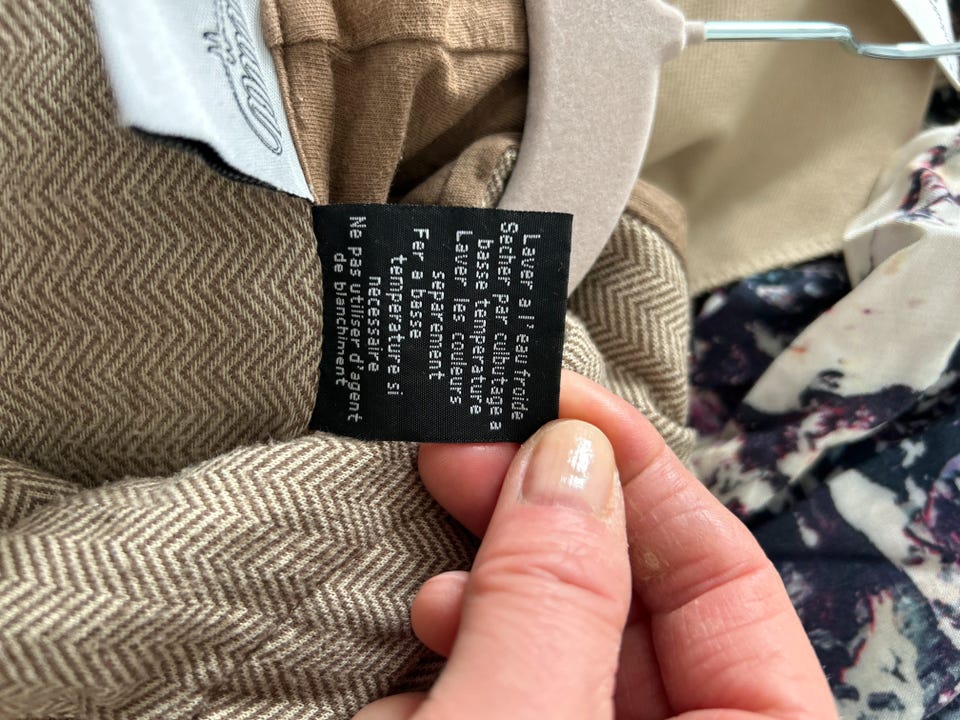 Laver a l'eau froide
Secher par culbutage a
basse temperature
Laver les couleurs
separement
Fer a basse
temperature si
necessaire
Ne pas utiliser d'agent
de blanchiment